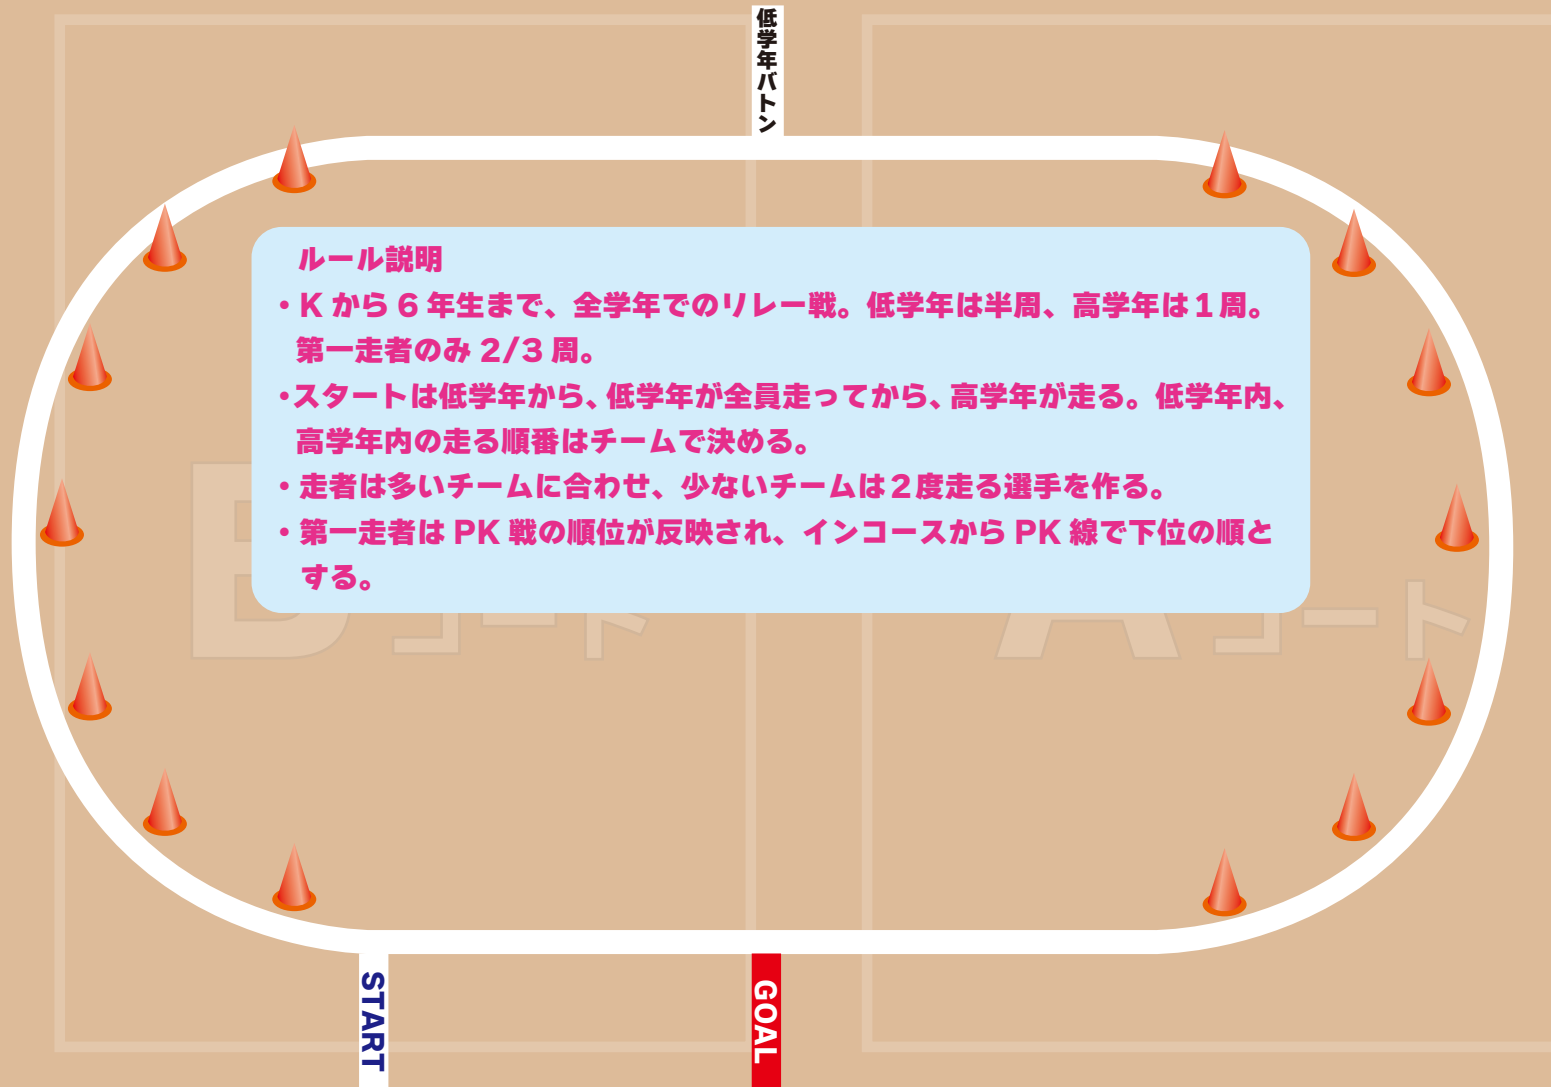 低学年バトン
ルール説明
・K から 6 年生まで、全学年でのリレー戦。低学年は半周、高学年は1周。
第一走者のみ 2/3 周。
・スタートは低学年から、低学年が全員走ってから、高学年が走る。低学年内、
高学年内の走る順番はチームで決める。
・走者は多いチームに合わせ、少ないチームは2度走る選手を作る。
・第一走者は PK 戦の順位が反映され、インコースから PK 線で下位の順と
する。
Bコート
Aコート
START
GOAL